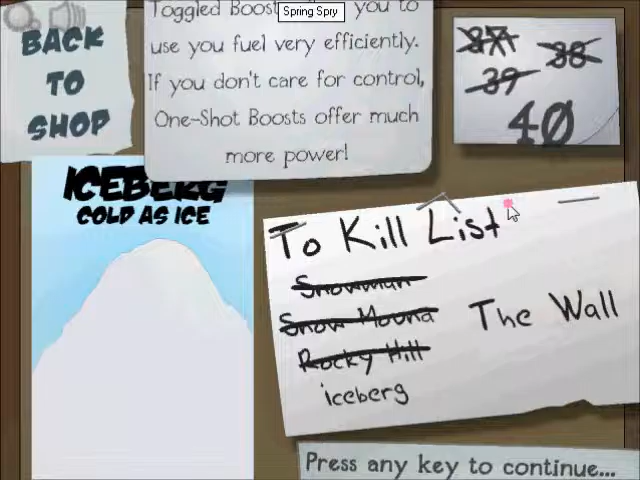 Spring Spry
Toggled Boost you to
use you fuel very efficiently.
If you don't care for control,
One-Shot Boosts offer much
more power!
BACK
TO
SHOP
37
38
39
40
ICEBERG
COLD AS ICE
To Kill List
Snowman
Snow Mound
The Wall
Rocky Hill
iceberg
Press any key to continue...